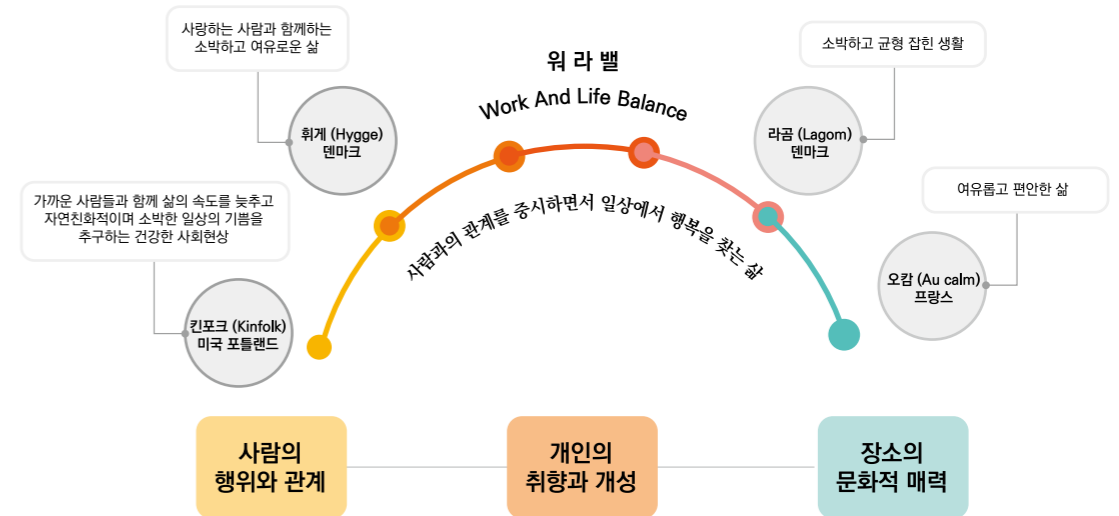 사랑하는 사람과 함께하는
소박하고 여유로운 삶
워 라 밸
Work And Life Balance
소박하고 균형 잡힌 생활
휘게 (Hygge)
덴마크
라곰 (Lagom)
덴마크
가까운 사람들과 함께 삶의 속도를 늦추고
자연친화적이며 소박한 일상의 기쁨을
추구하는 건강한 사회현상
사람과의 관계를 중시하면서 일상에서 행복을 찾는 삶
여유롭고 편안한 삶
킨포크 (Kinfolk)
미국 포틀랜드
오캄 (Au calm)
프랑스
사람의
행위와 관계
개인의
취향과 개성
장소의
문화적 매력